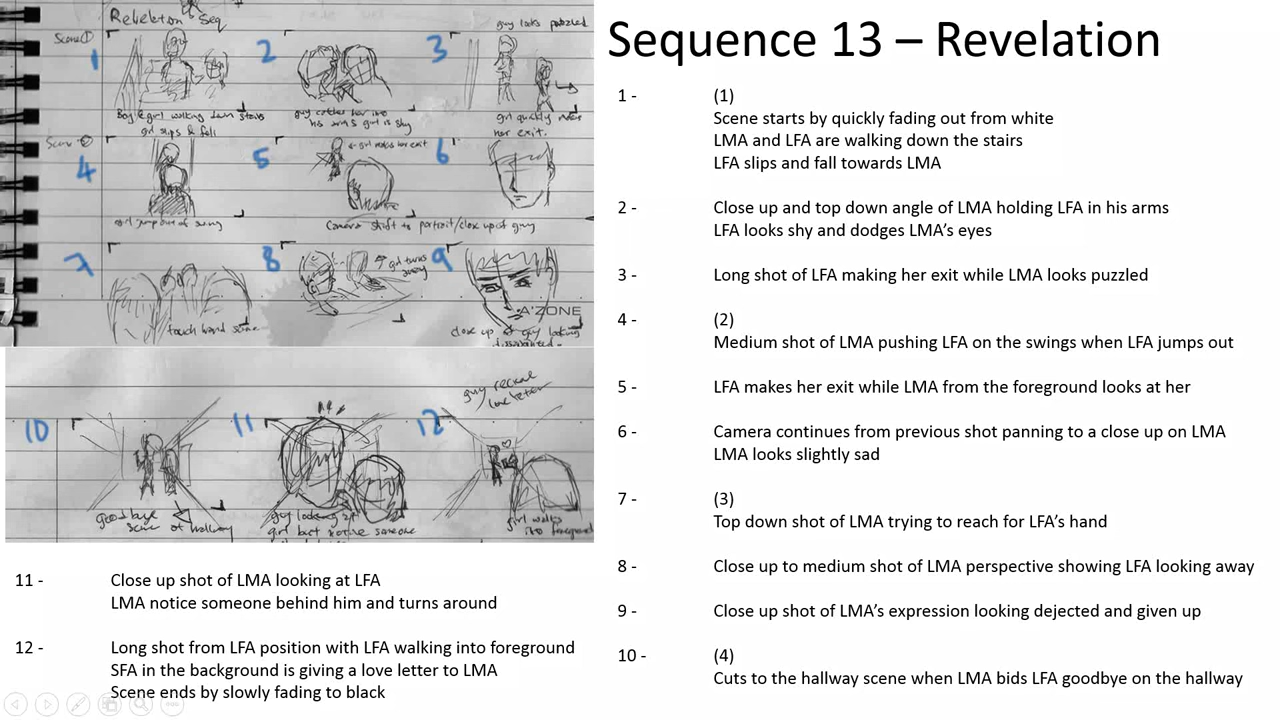 Revelation Seq
Scene ①
1
2
3
guy looks puzzled
Boy & girl walking down stairs
girl slips & fall
guy catches her into
his arms girl is shy
girl quickly makes
her exit.
Scene ②
4
5
6
← girl makes her exit
girl jump out of swing
Camera shift to portrait/close up of guy
7
8
9
→ girl turns
away
touch hand scene
A'ZONE
close up of guy looking
10
11
12
guy receive
love letter
goodbye
scene at hallway
guy looking at
girl but notice someone
girl walks
into foreground
Sequence 13 – Revelation
1 - (1)
Scene starts by quickly fading out from white
LMA and LFA are walking down the stairs
LFA slips and fall towards LMA
2 - Close up and top down angle of LMA holding LFA in his arms
LFA looks shy and dodges LMA’s eyes
3 - Long shot of LFA making her exit while LMA looks puzzled
4 - (2)
Medium shot of LMA pushing LFA on the swings when LFA jumps out
5 - LFA makes her exit while LMA from the foreground looks at her
6 - Camera continues from previous shot panning to a close up on LMA
LMA looks slightly sad
7 - (3)
Top down shot of LMA trying to reach for LFA’s hand
8 - Close up to medium shot of LMA perspective showing LFA looking away
9 - Close up shot of LMA’s expression looking dejected and given up
10 - (4)
Cuts to the hallway scene when LMA bids LFA goodbye on the hallway
11 - Close up shot of LMA looking at LFA
LMA notice someone behind him and turns around
12 - Long shot from LFA position with LFA walking into foreground
SFA in the background is giving a love letter to LMA
Scene ends by slowly fading to black